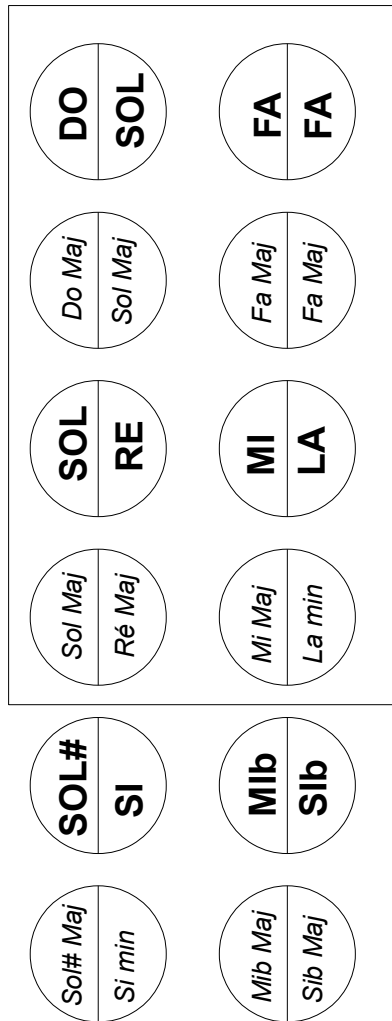 Sol# Maj
Si min
SOL#
SI
Sol Maj
Ré Maj
SOL
RE
Do Maj
Sol Maj
DO
SOL
Mib Maj
Sib Maj
MIb
SIb
Mi Maj
La min
MI
LA
Fa Maj
Fa Maj
FA
FA